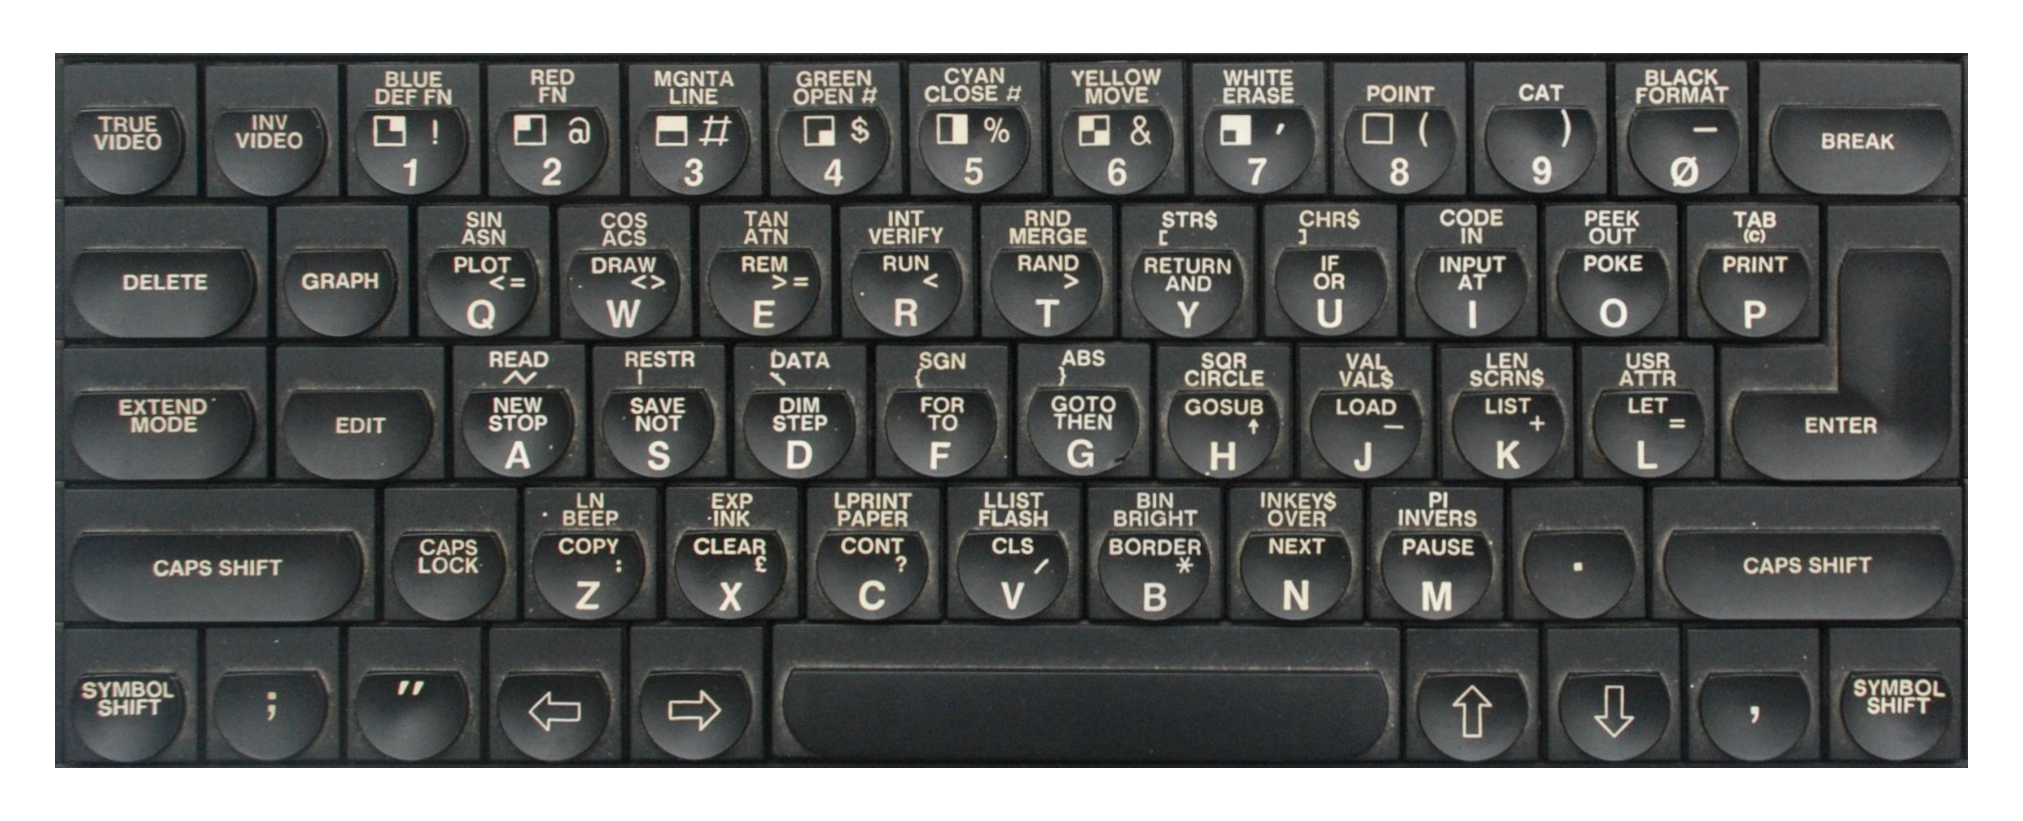 TRUE VIDEO
INV VIDEO
BLUE
DEF FN
!
1
RED
FN
@
2
MGNTA
LINE
#
3
GREEN
OPEN #
$
4
CYAN
CLOSE #
%
5
YELLOW
MOVE
&
6
WHITE
ERASE
'
7
POINT
(
8
CAT
)
9
BLACK
FORMAT
_
Ø
BREAK
DELETE
GRAPH
SIN
ASN
PLOT
<=
Q
COS
ACS
DRAW
<>
W
TAN
ATN
REM
>=
E
INT
VERIFY
RUN
<
R
RND
MERGE
RAND
>
T
STR$
[
RETURN
AND
Y
CHR$
]
IF
OR
U
CODE
IN
INPUT
AT
I
PEEK
OUT
POKE
O
TAB
(C)
PRINT
P
EXTEND
MODE
EDIT
READ
~
NEW
STOP
A
RESTR
|
SAVE
NOT
S
DATA
\
DIM
STEP
D
SGN
{
FOR
TO
F
ABS
}
GOTO
THEN
G
SQR
CIRCLE
GOSUB
↑
H
VAL
VAL$
LOAD
–
J
LEN
SCRN$
LIST
+
K
USR
ATTR
LET
=
L
ENTER
CAPS SHIFT
CAPS
LOCK
LN
BEEP
COPY
:
Z
EXP
INK
CLEAR
£
X
LPRINT
PAPER
CONT
?
C
LLIST
FLASH
CLS
/
V
BIN
BRIGHT
BORDER
*
B
INKEY$
OVER
NEXT
N
PI
INVERS
PAUSE
M
.
CAPS SHIFT
SYMBOL
SHIFT
;
"
⇦
⇨
⇧
⇩
,
SYMBOL
SHIFT